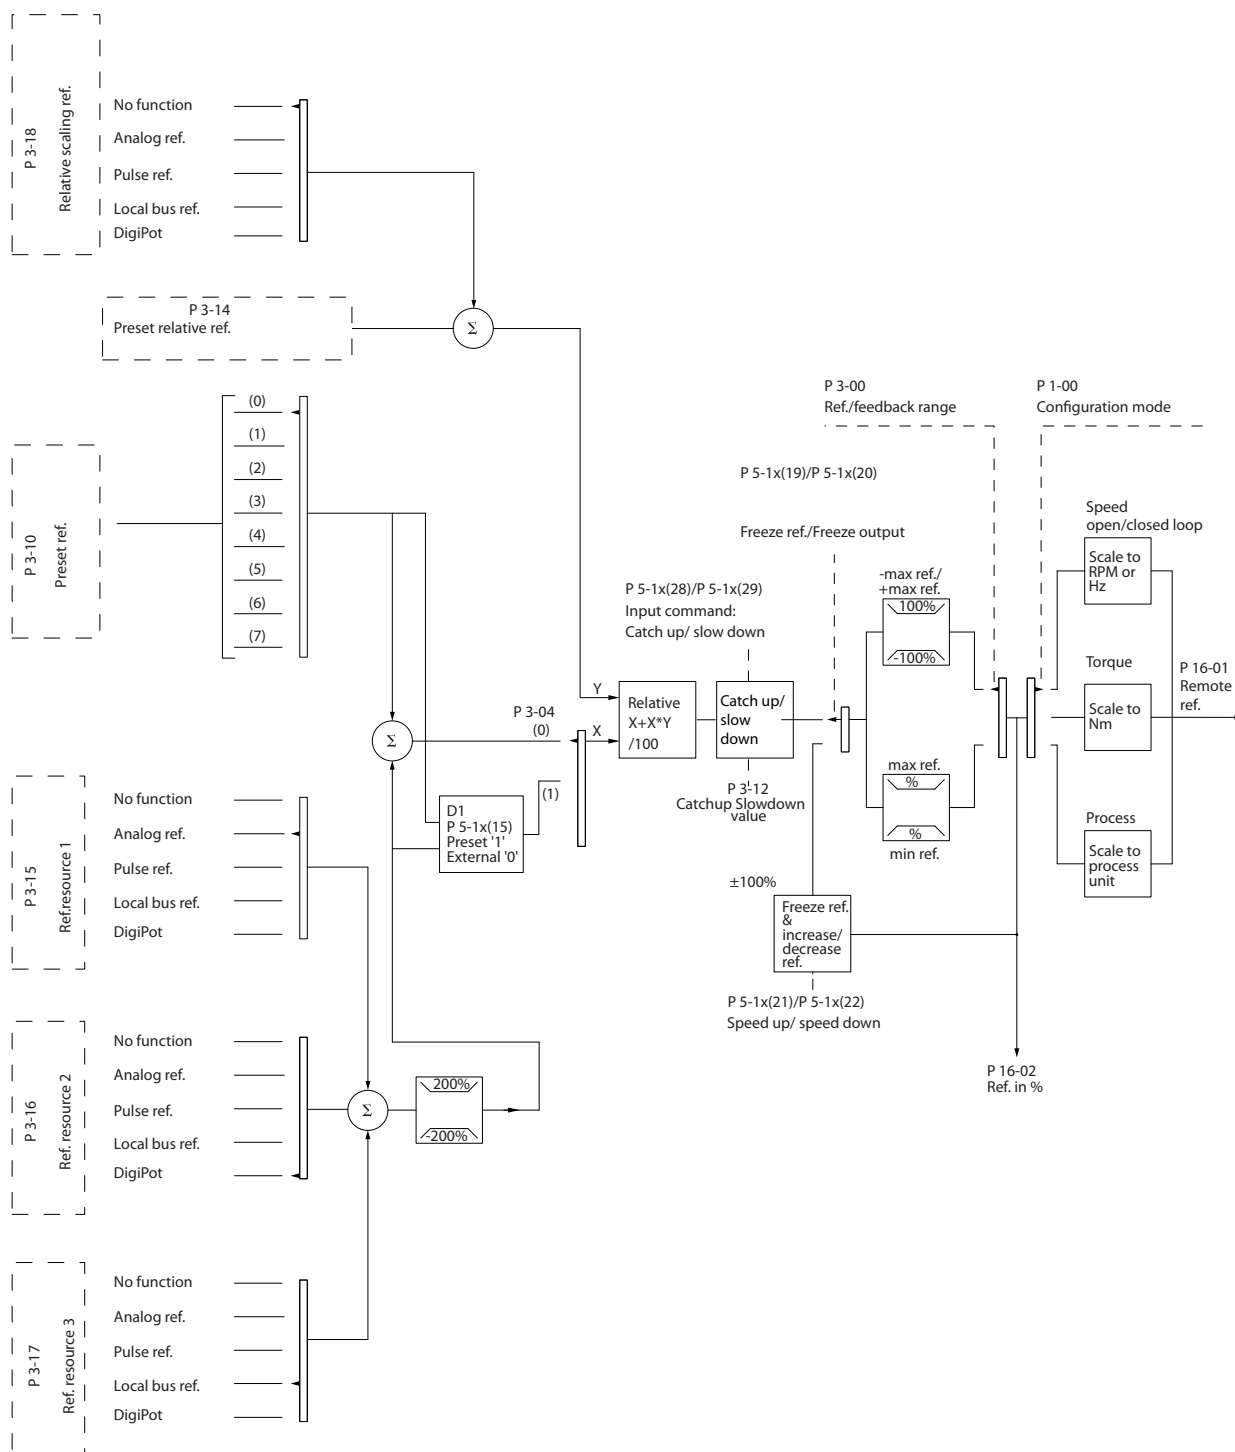 P 3-18
Relative scaling ref.
No function
Analog ref.
Pulse ref.
Local bus ref.
DigiPot
P 3-14
Preset relative ref.
Σ
P 3-10
Preset ref.
(0)
(1)
(2)
(3)
(4)
(5)
(6)
(7)
Σ
P 3-04
(0)
(1)
Y
X
D1
P 5-1x(15)
Preset '1'
External '0'
Relative
X+X*Y
/100
P 5-1x(28)/P 5-1x(29)
Input command:
Catch up/ slow down
Catch up/
slow
down
P 3-12
Catchup Slowdown
value
P 5-1x(19)/P 5-1x(20)
Freeze ref./Freeze output
P 3-00
Ref./feedback range
-max ref./
+max ref.
100%
-100%
max ref.
%
%
min ref.
±100%
Freeze ref.
&
increase/
decrease
ref.
P 5-1x(21)/P 5-1x(22)
Speed up/ speed down
P 1-00
Configuration mode
Speed
open/closed loop
Scale to
RPM or
Hz
Torque
Scale to
Nm
Process
Scale to
process
unit
P 16-01
Remote
ref.
P 16-02
Ref. in %
P 3-15
Ref.resource 1
No function
Analog ref.
Pulse ref.
Local bus ref.
DigiPot
P 3-16
Ref. resource 2
No function
Analog ref.
Pulse ref.
Local bus ref.
DigiPot
Σ
200%
-200%
P 3-17
Ref. resource 3
No function
Analog ref.
Pulse ref.
Local bus ref.
DigiPot